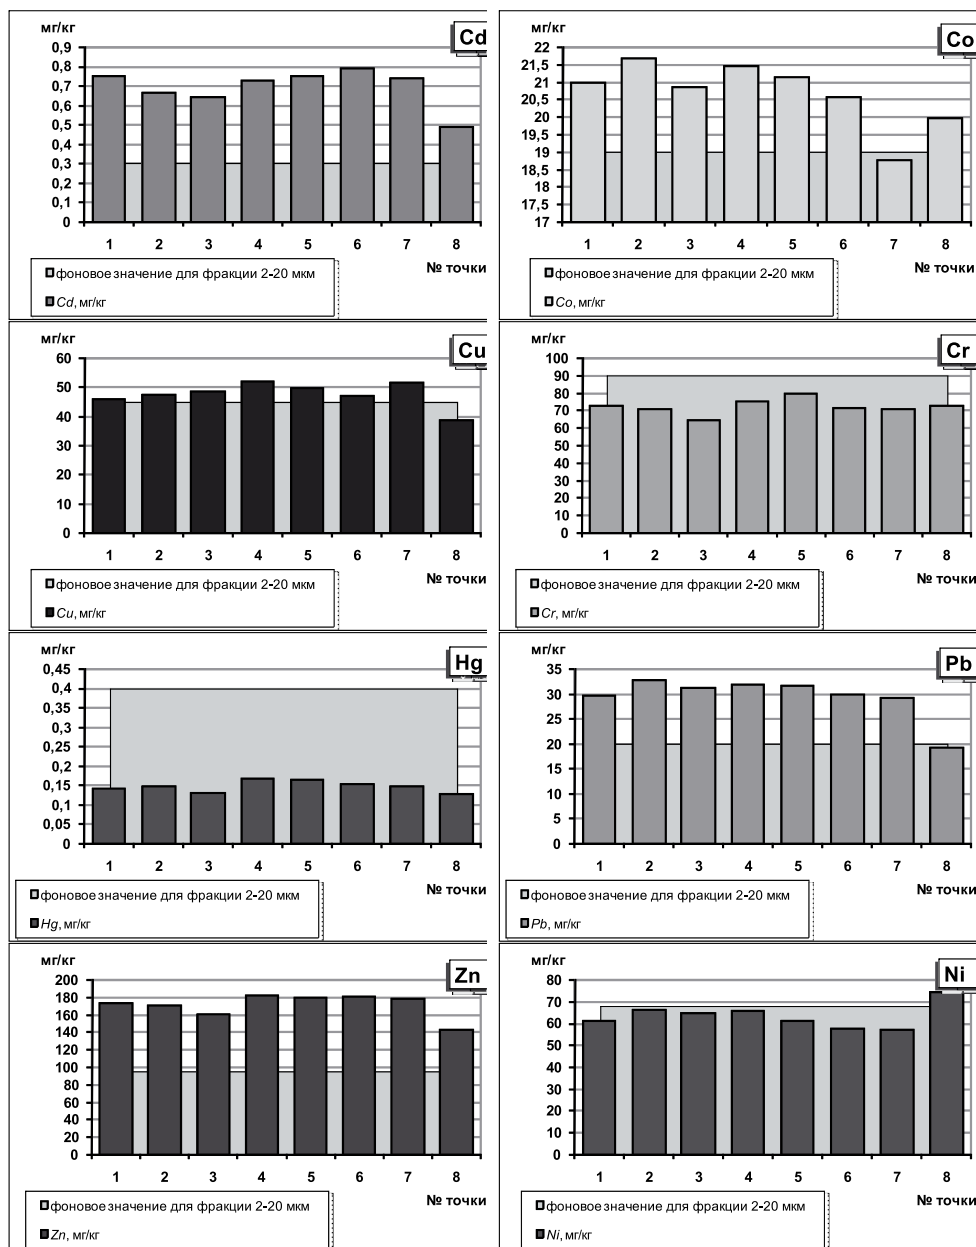 мг/кг
Cd
0,9
0,8
0,7
0,6
0,5
0,4
0,3
0,2
0,1
0
1 2 3 4 5 6 7 8
№ точки
фоновое значение для фракции 2-20 мкм
Cd, мг/кг
мг/кг
Co
22
21,5
21
20,5
20
19,5
19
18,5
18
17,5
17
1 2 3 4 5 6 7 8
№ точки
фоновое значение для фракции 2-20 мкм
Co, мг/кг
мг/кг
Cu
60
50
40
30
20
10
0
1 2 3 4 5 6 7 8
№ точки
фоновое значение для фракции 2-20 мкм
Cu, мг/кг
мг/кг
Cr
100
90
80
70
60
50
40
30
20
10
0
1 2 3 4 5 6 7 8
№ точки
фоновое значение для фракции 2-20 мкм
Cr, мг/кг
мг/кг
Hg
0,45
0,4
0,35
0,3
0,25
0,2
0,15
0,1
0,05
0
1 2 3 4 5 6 7 8
№ точки
фоновое значение для фракции 2-20 мкм
Hg, мг/кг
мг/кг
Pb
35
30
25
20
15
10
5
0
1 2 3 4 5 6 7 8
№ точки
фоновое значение для фракции 2-20 мкм
Pb, мг/кг
мг/кг
Zn
200
180
160
140
120
100
80
60
40
20
0
1 2 3 4 5 6 7 8
№ точки
фоновое значение для фракции 2-20 мкм
Zn, мг/кг
мг/кг
Ni
80
70
60
50
40
30
20
10
0
1 2 3 4 5 6 7 8
№ точки
фоновое значение для фракции 2-20 мкм
Ni, мг/кг